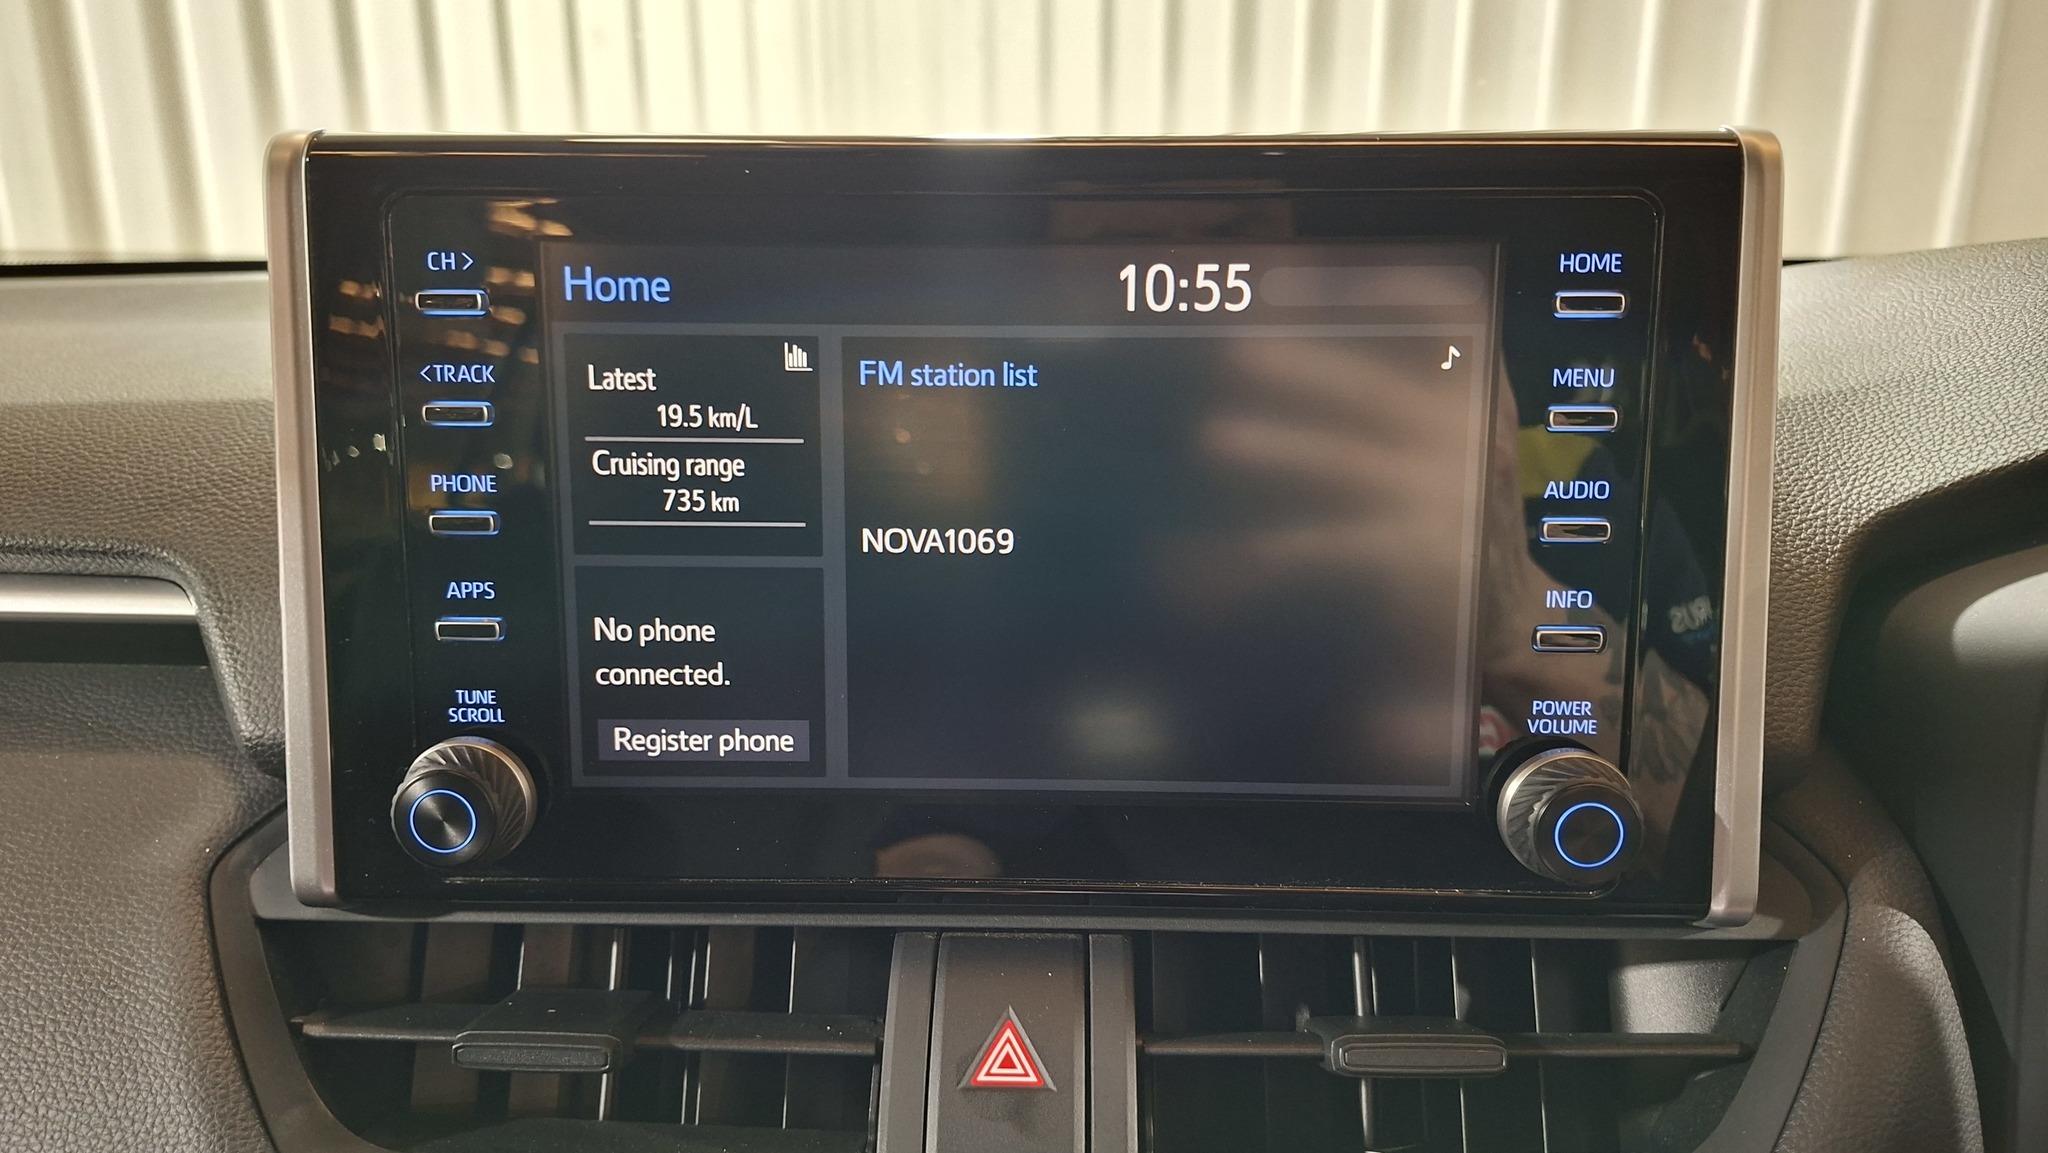 CH>
<TRACK
PHONE
APPS
TUNE
SCROLL
Home
10:55
Latest
19.5 km/L
Cruising range
735 km
No phone
connected.
Register phone
FM station list
NOVA1069
HOME
MENU
AUDIO
INFO
POWER
VOLUME